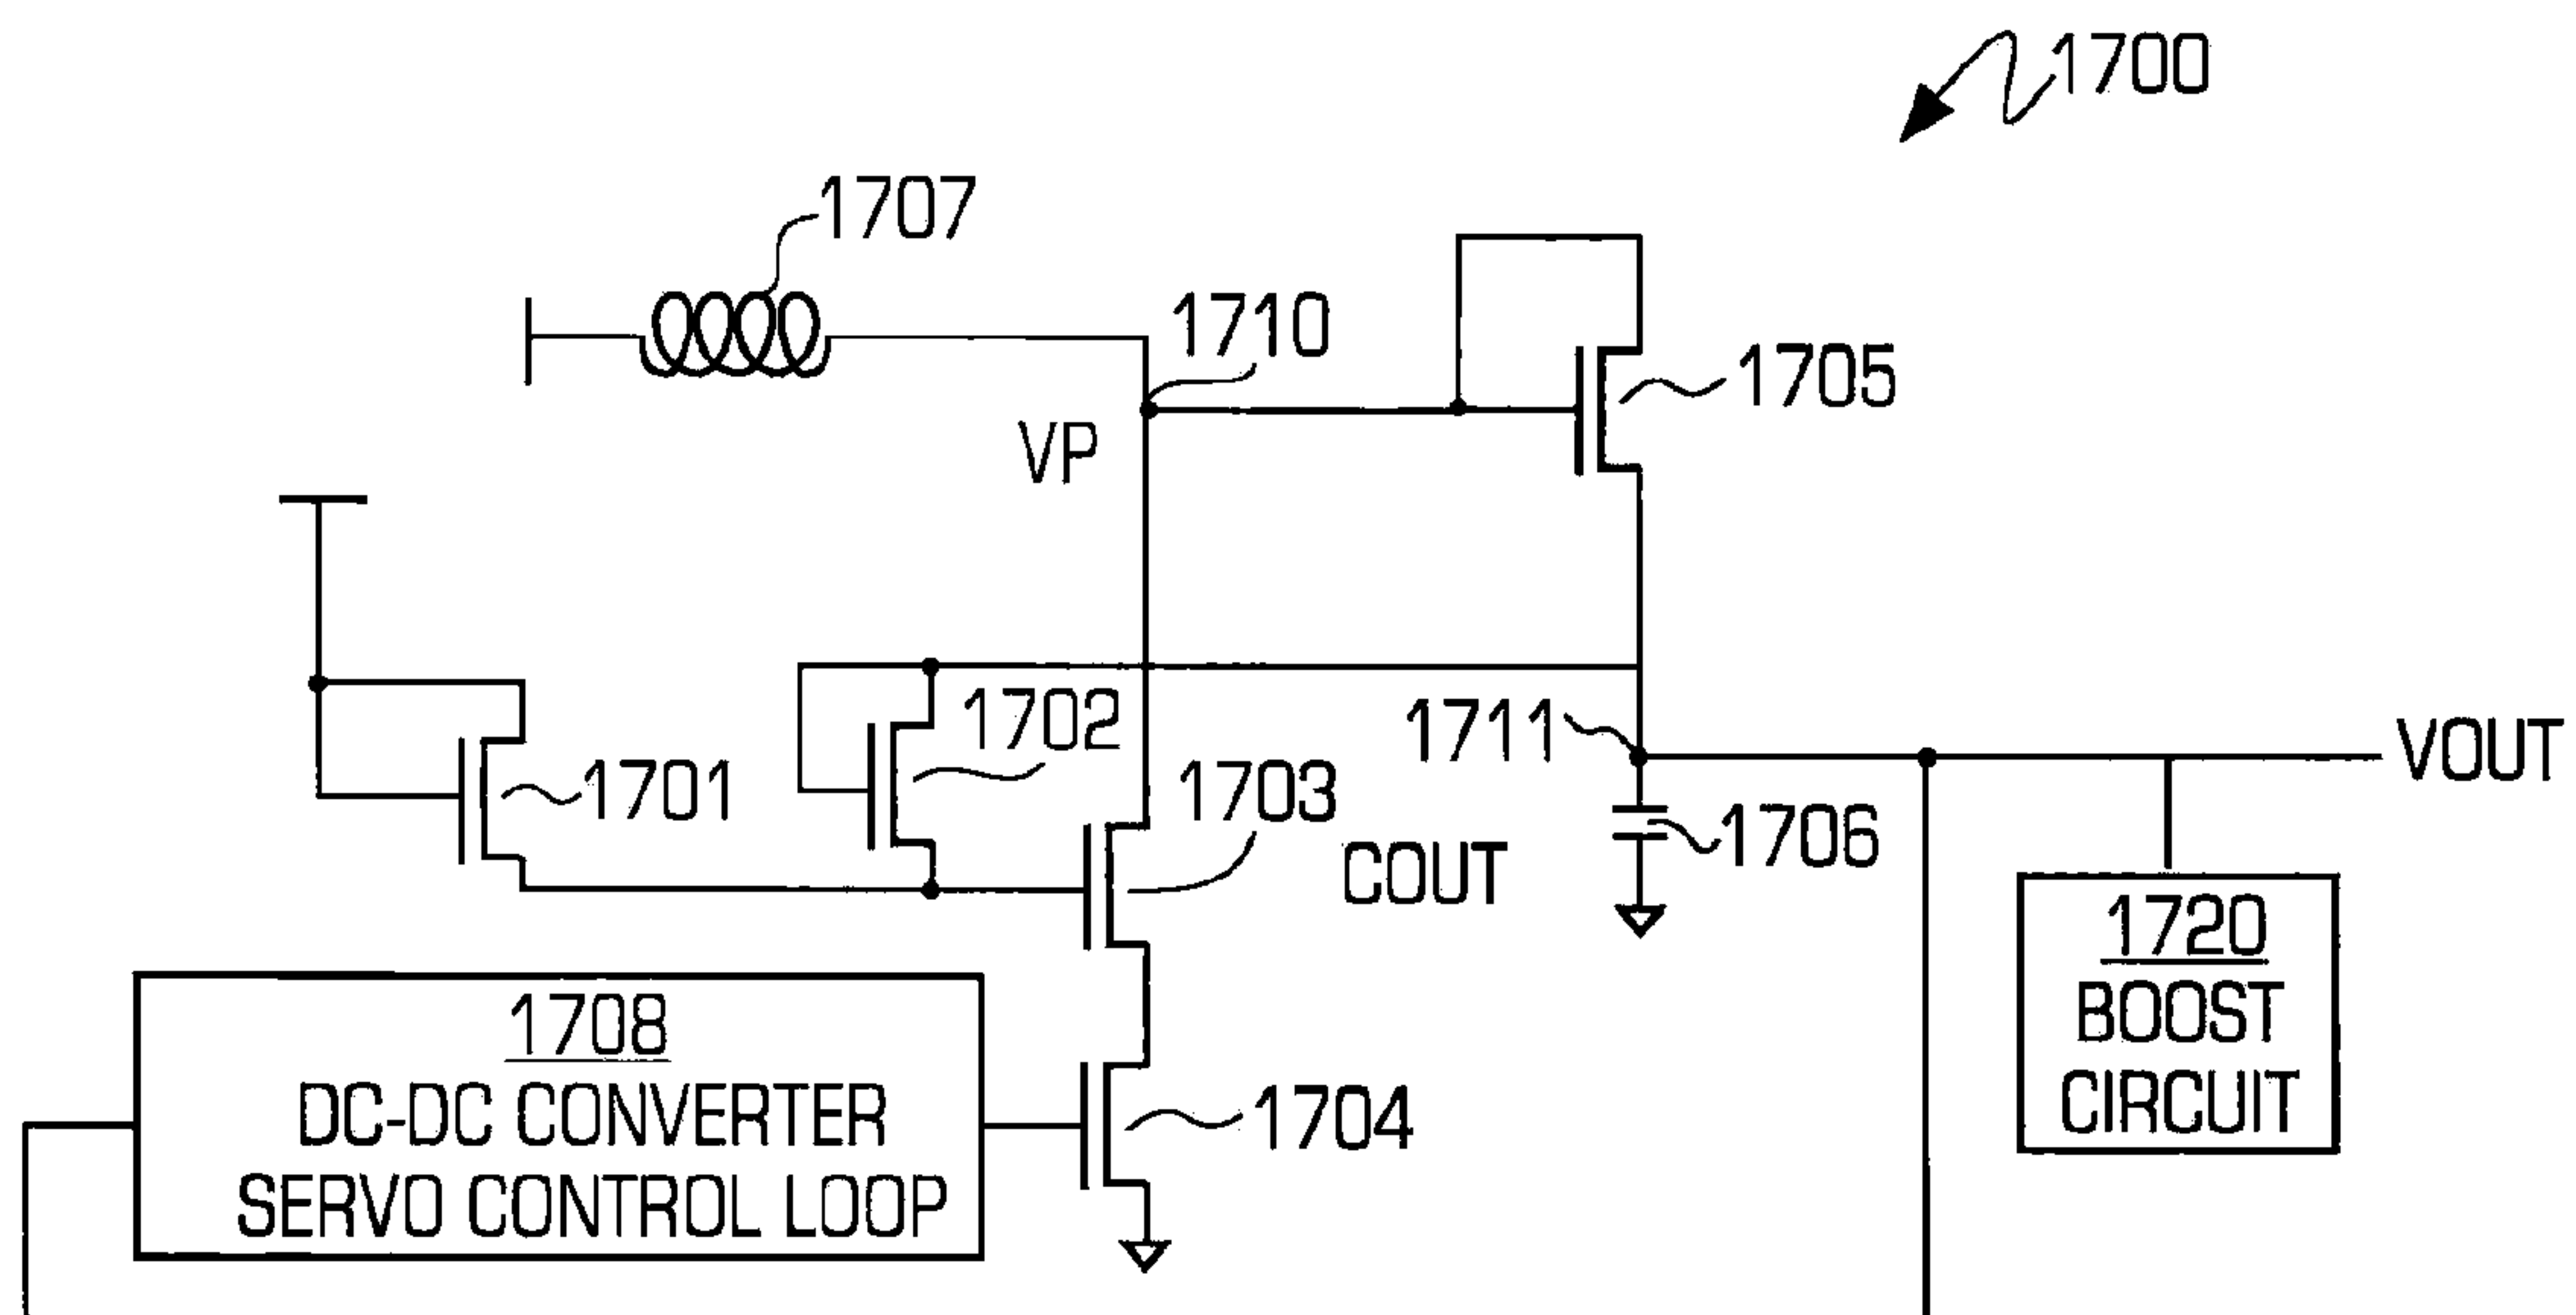 1700
1707
1710
1705
VP
1702
1711
VOUT
1701
1703
1706
COUT
1720
BOOST
CIRCUIT
1708
DC-DC CONVERTER
SERVO CONTROL LOOP
1704